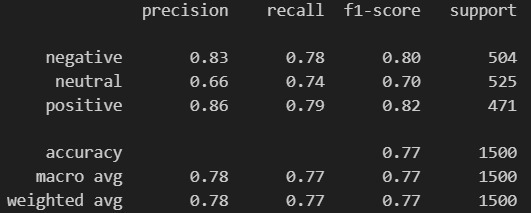 precision recall f1-score support
negative 0.83 0.78 0.80 504
neutral 0.66 0.74 0.70 525
positive 0.86 0.79 0.82 471
accuracy 0.77 1500
macro avg 0.78 0.77 0.77 1500
weighted avg 0.78 0.77 0.77 1500